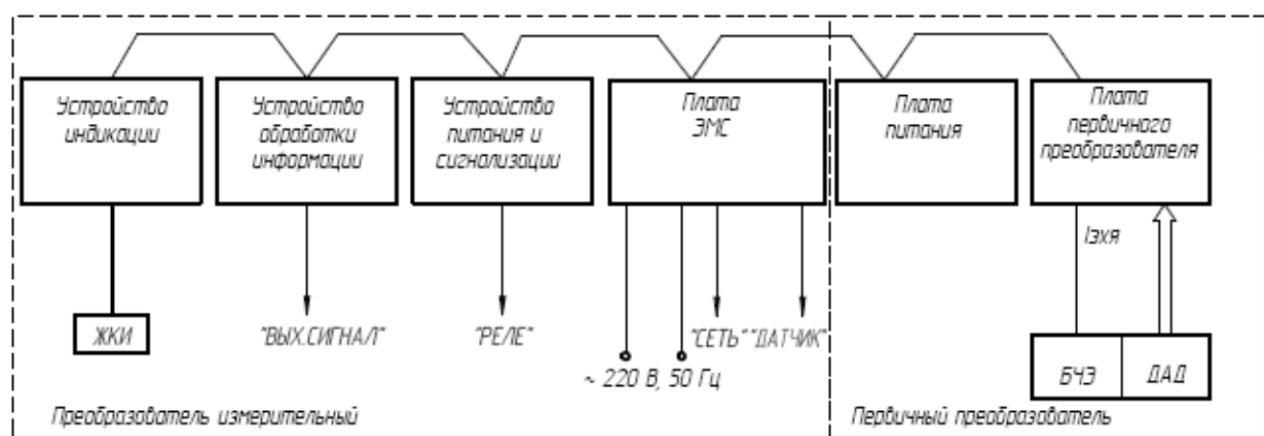 Устройство
индикации
Устройство
обработки
информации
Устройство
питания и
сигнализации
Плата
ЭМС
Плата
питания
Плата
первичного
преобразователя
Iэхя
ЖКИ
"ВЫХ.СИГНАЛ"
"РЕЛЕ"
"СЕТЬ" "ДАТЧИК"
~ 220 В, 50 Гц
БЧЭ
ДАД
Преобразователь измерительный
Первичный преобразователь